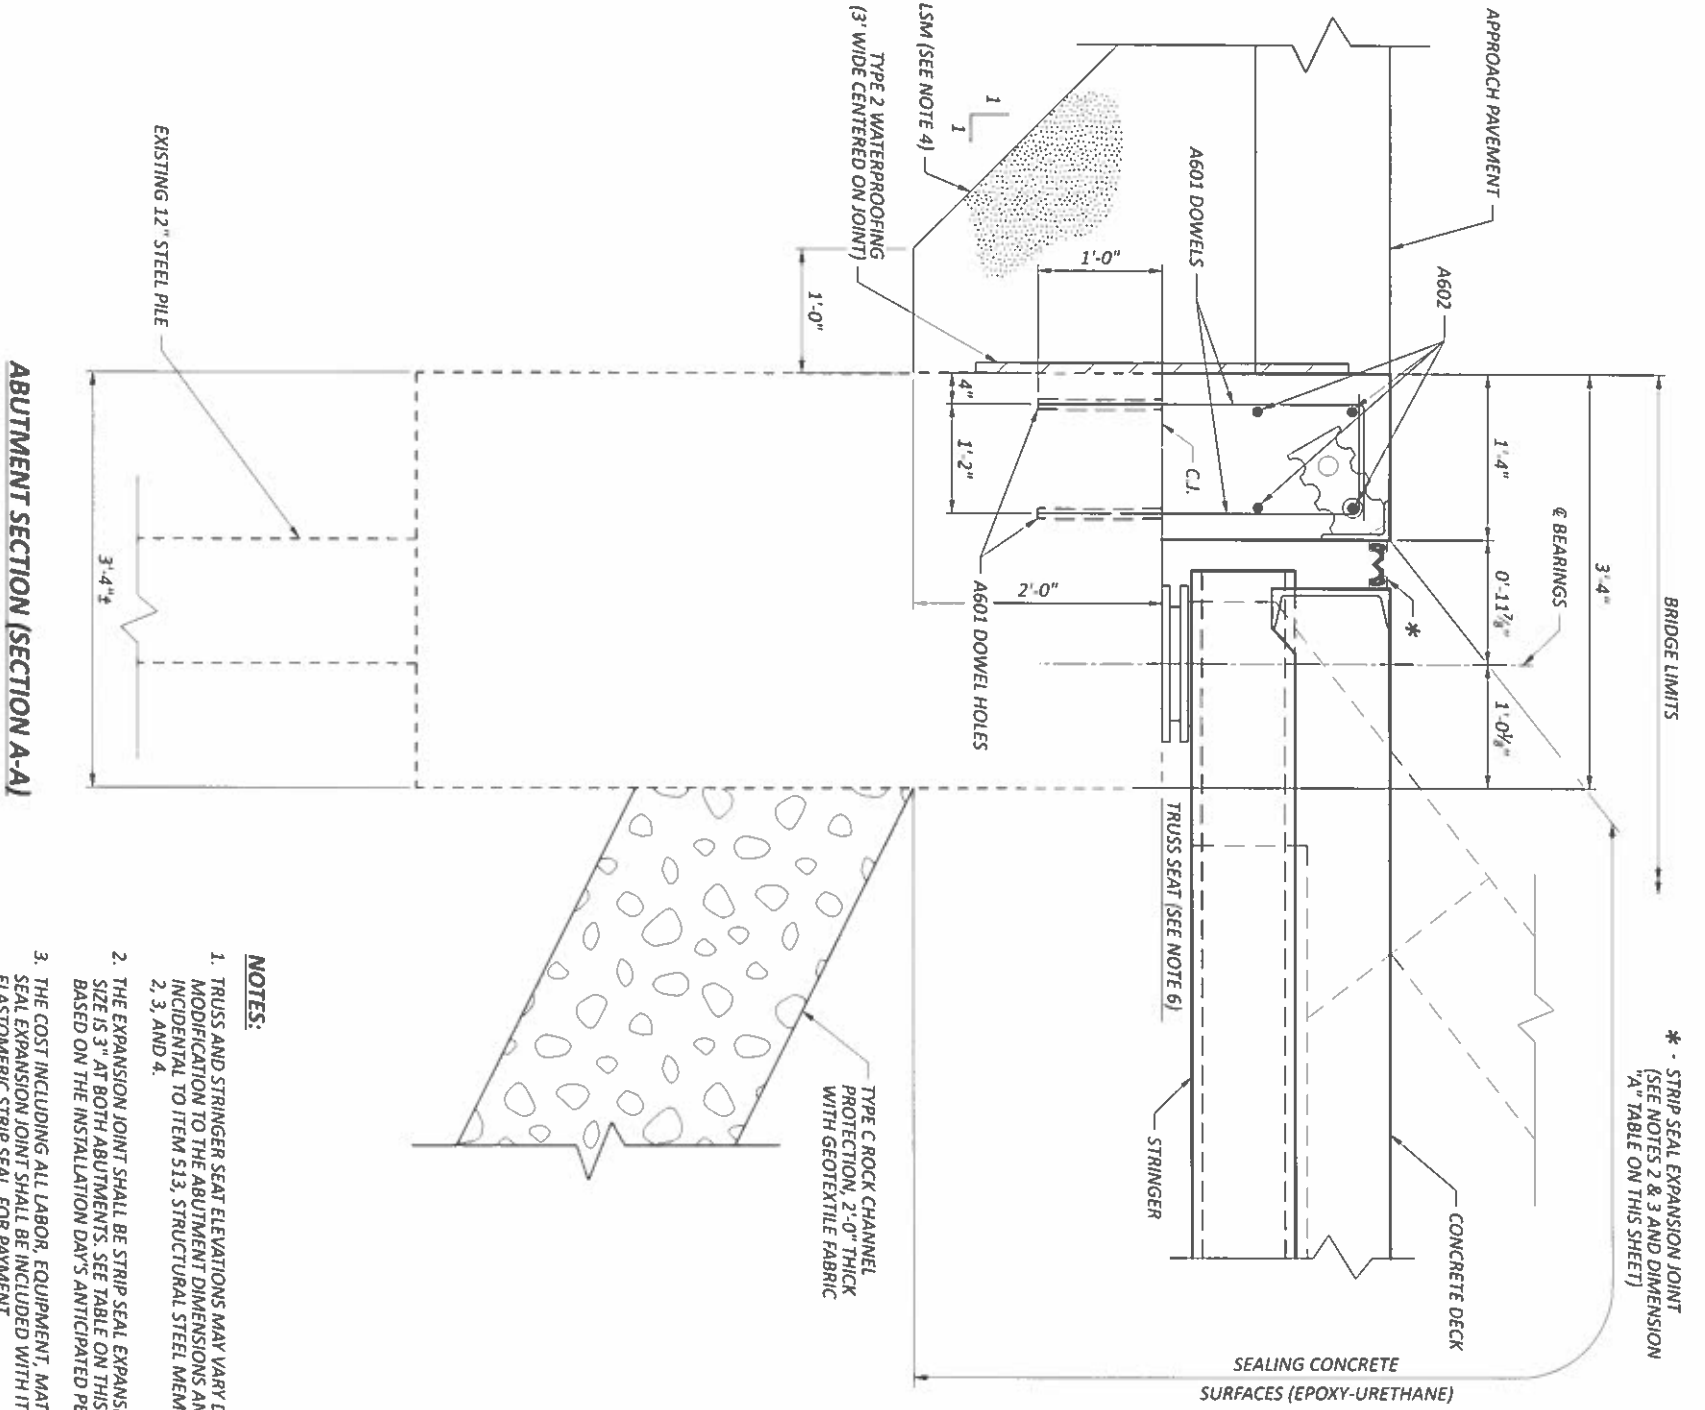 BRIDGE LIMITS
3'-4"
℄ BEARINGS
1'-4"
0'-11⅞"
1'-0⅛"
* - STRIP SEAL EXPANSION JOINT
(SEE NOTES 2 & 3 AND DIMENSION
"A" TABLE ON THIS SHEET)
APPROACH PAVEMENT
A602
*
CONCRETE DECK
STRINGER
SEALING CONCRETE
SURFACES (EPOXY-URETHANE)
A601 DOWELS
C.J.
TRUSS SEAT (SEE NOTE 6)
1'-0"
4"
1'-2"
2'-0"
A601 DOWEL HOLES
LSM (SEE NOTE 4)
1
1
TYPE 2 WATERPROOFING
(3' WIDE CENTERED ON JOINT)
1'-0"
TYPE C ROCK CHANNEL
PROTECTION, 2'-0" THICK
WITH GEOTEXTILE FABRIC
EXISTING 12" STEEL PILE
3'-4"±
ABUTMENT SECTION (SECTION A-A)
NOTES:
1. TRUSS AND STRINGER SEAT ELEVATIONS MAY VARY
MODIFICATION TO THE ABUTMENT DIMENSIONS
INCIDENTAL TO ITEM 513, STRUCTURAL STEEL
2, 3, AND 4.
2. THE EXPANSION JOINT SHALL BE STRIP SEAL
SIZE IS 3" AT BOTH ABUTMENTS. SEE TABLE ON THIS
BASED ON THE INSTALLATION DAY'S ANTICIPATED
3. THE COST INCLUDING ALL LABOR, EQUIPMENT,
SEAL EXPANSION JOINT SHALL BE INCLUDED WITH
ELASTOMERIC STRIP SEAL, FOR PAYMENT